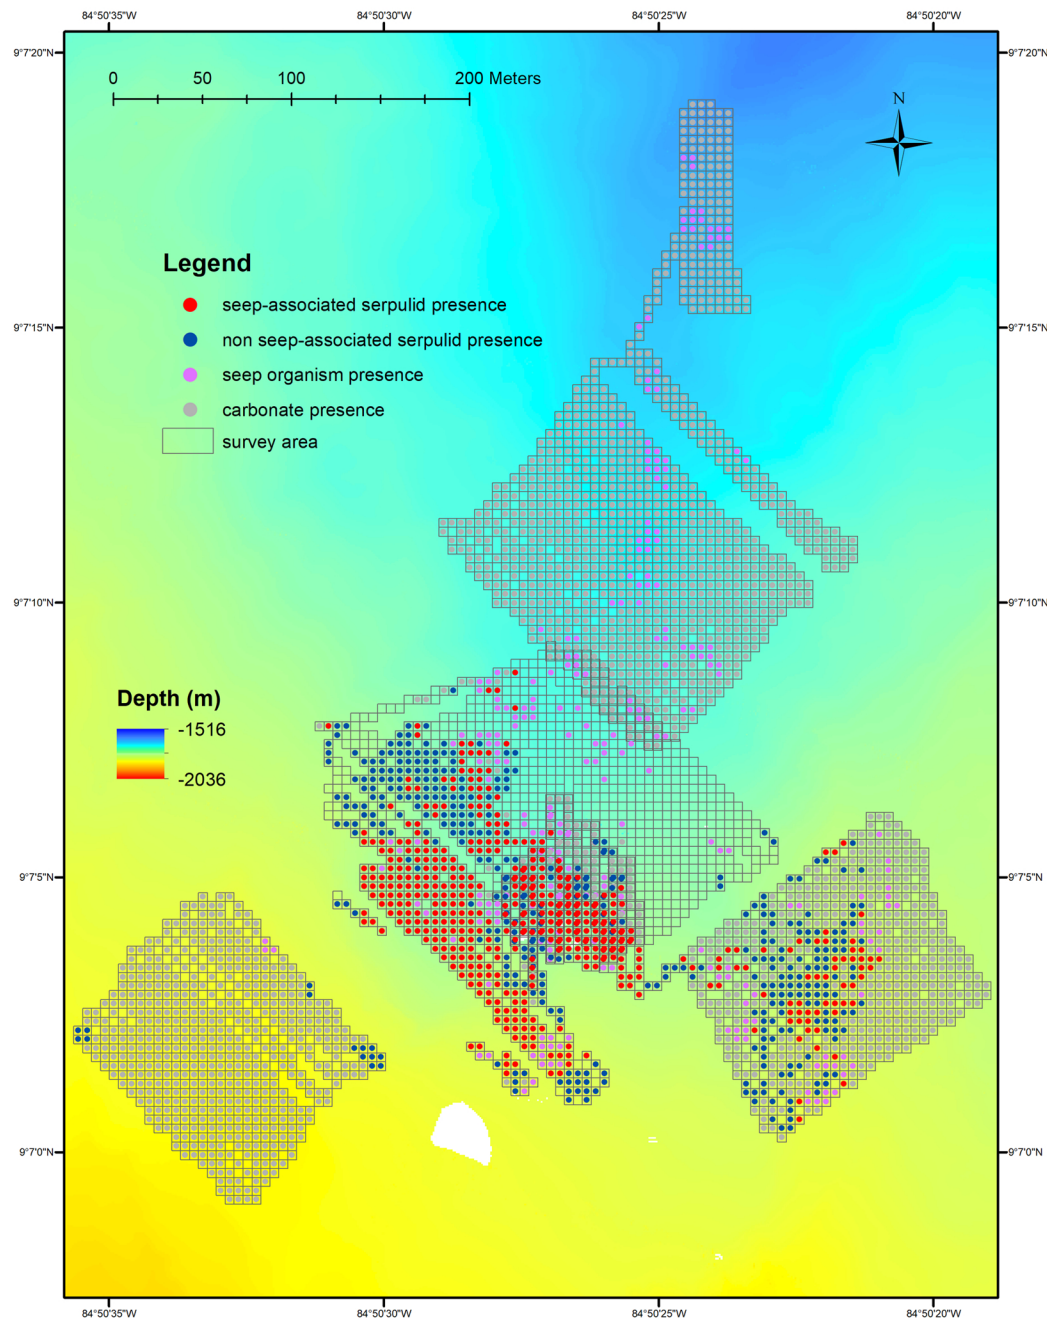 84°50'35"W 84°50'30"W 84°50'25"W 84°50'20"W
9°7'20"N 9°7'20"N
0 50 100 200 Meters
N
Legend
seep-associated serpulid presence
9°7'15"N 9°7'15"N
non seep-associated serpulid presence
seep organism presence
carbonate presence
survey area
9°7'10"N 9°7'10"N
Depth (m)
-1516
-2036
9°7'5"N 9°7'5"N
9°7'0"N 9°7'0"N
84°50'35"W 84°50'30"W 84°50'25"W 84°50'20"W